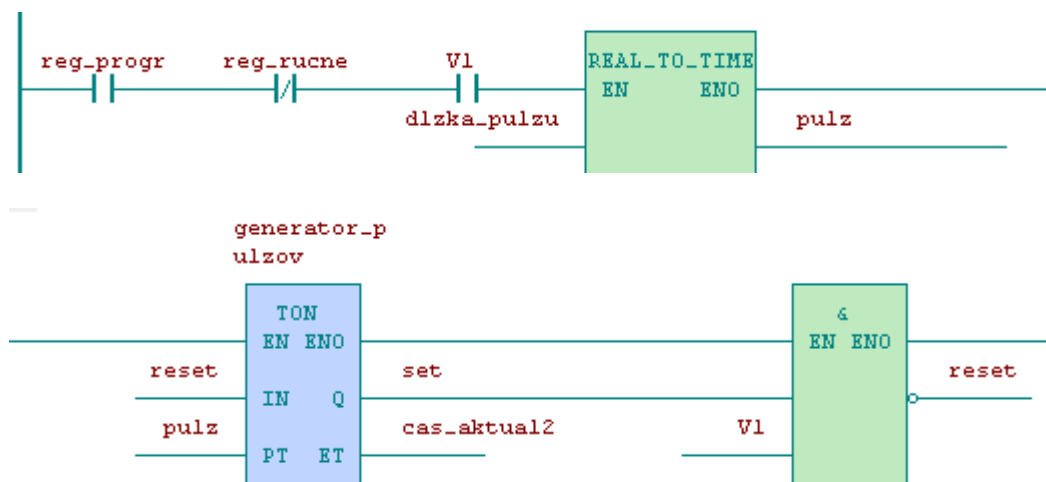 reg_progr reg_rucne V1 REAL_TO_TIME
EN ENO
dlzka_pulzu pulz
generator_p
ulzov
TON &
EN ENO EN ENO
reset set reset
IN Q
pulz cas_aktual2 V1
PT ET